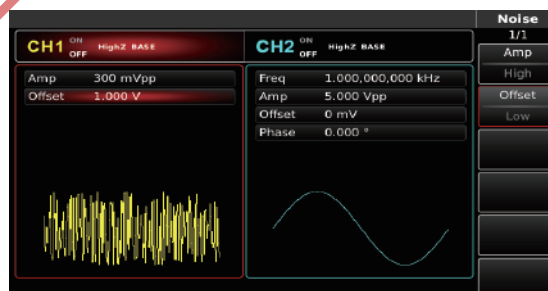 Noise
1/1
CH1 ON OFF HighZ BASE
CH2 ON OFF HighZ BASE
Amp
High
Amp 300 mVpp
Offset 1.000 V
Freq 1.000,000,000 kHz
Amp 5.000 Vpp
Offset 0 mV
Phase 0.000 °
Offset
Low